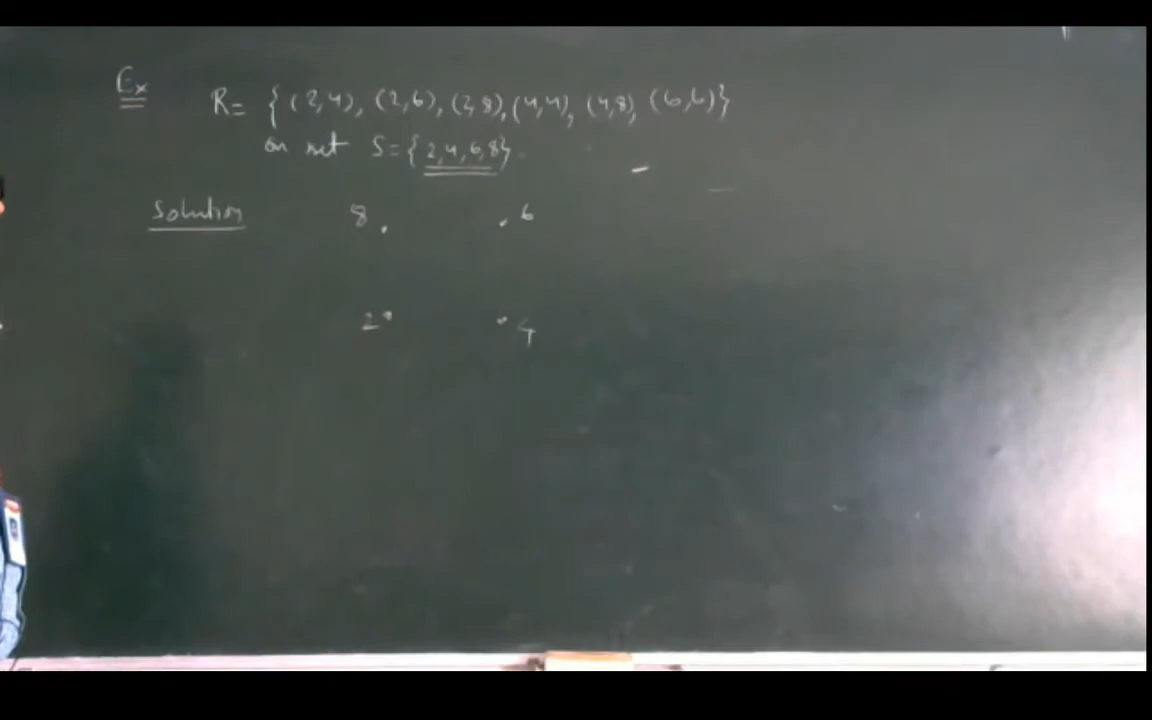 Ex
R = {(2,4), (2,6), (2,8), (4,4), (4,8), (6,6)}
on set S = {2,4,6,8}.
Solution
8 . . 6
2 . . 4